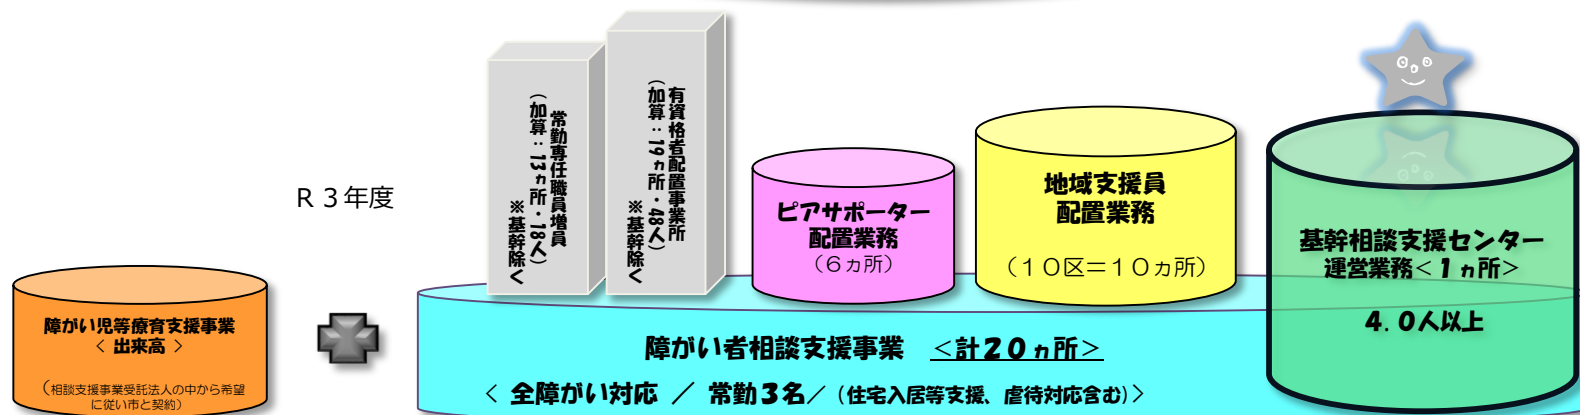 Ｒ３年度
障がい児等療育支援事業
＜ 出来高 ＞
（相談支援事業受託法人の中から希望
に従い市と契約）
常勤専任職員増員
（加算：13ヵ所・18人）
※基幹除く
有資格者配置事業所
（加算：19ヵ所・48人）
※基幹除く
ピアサポーター
配置業務
（６ヵ所）
地域支援員
配置業務
（１０区＝１０ヵ所）
基幹相談支援センター
運営業務＜１ヵ所＞
4．0人以上
障がい者相談支援事業　＜計２０ヵ所＞
＜ 全障がい対応 ／ 常勤３名／（住宅入居等支援、虐待対応含む）＞